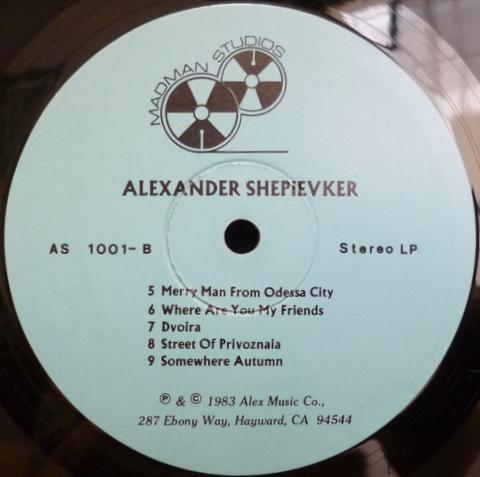 MADMAN STUDIOS
ALEXANDER SHEPiEVKER
AS 1001-B Stereo LP
5 Merry Man From Odessa City
6 Where Are You My Friends
7 Dvoira
8 Street Of Privoznaia
9 Somewhere Autumn
Ⓟ & © 1983 Alex Music Co.,
287 Ebony Way, Hayward, CA 94544